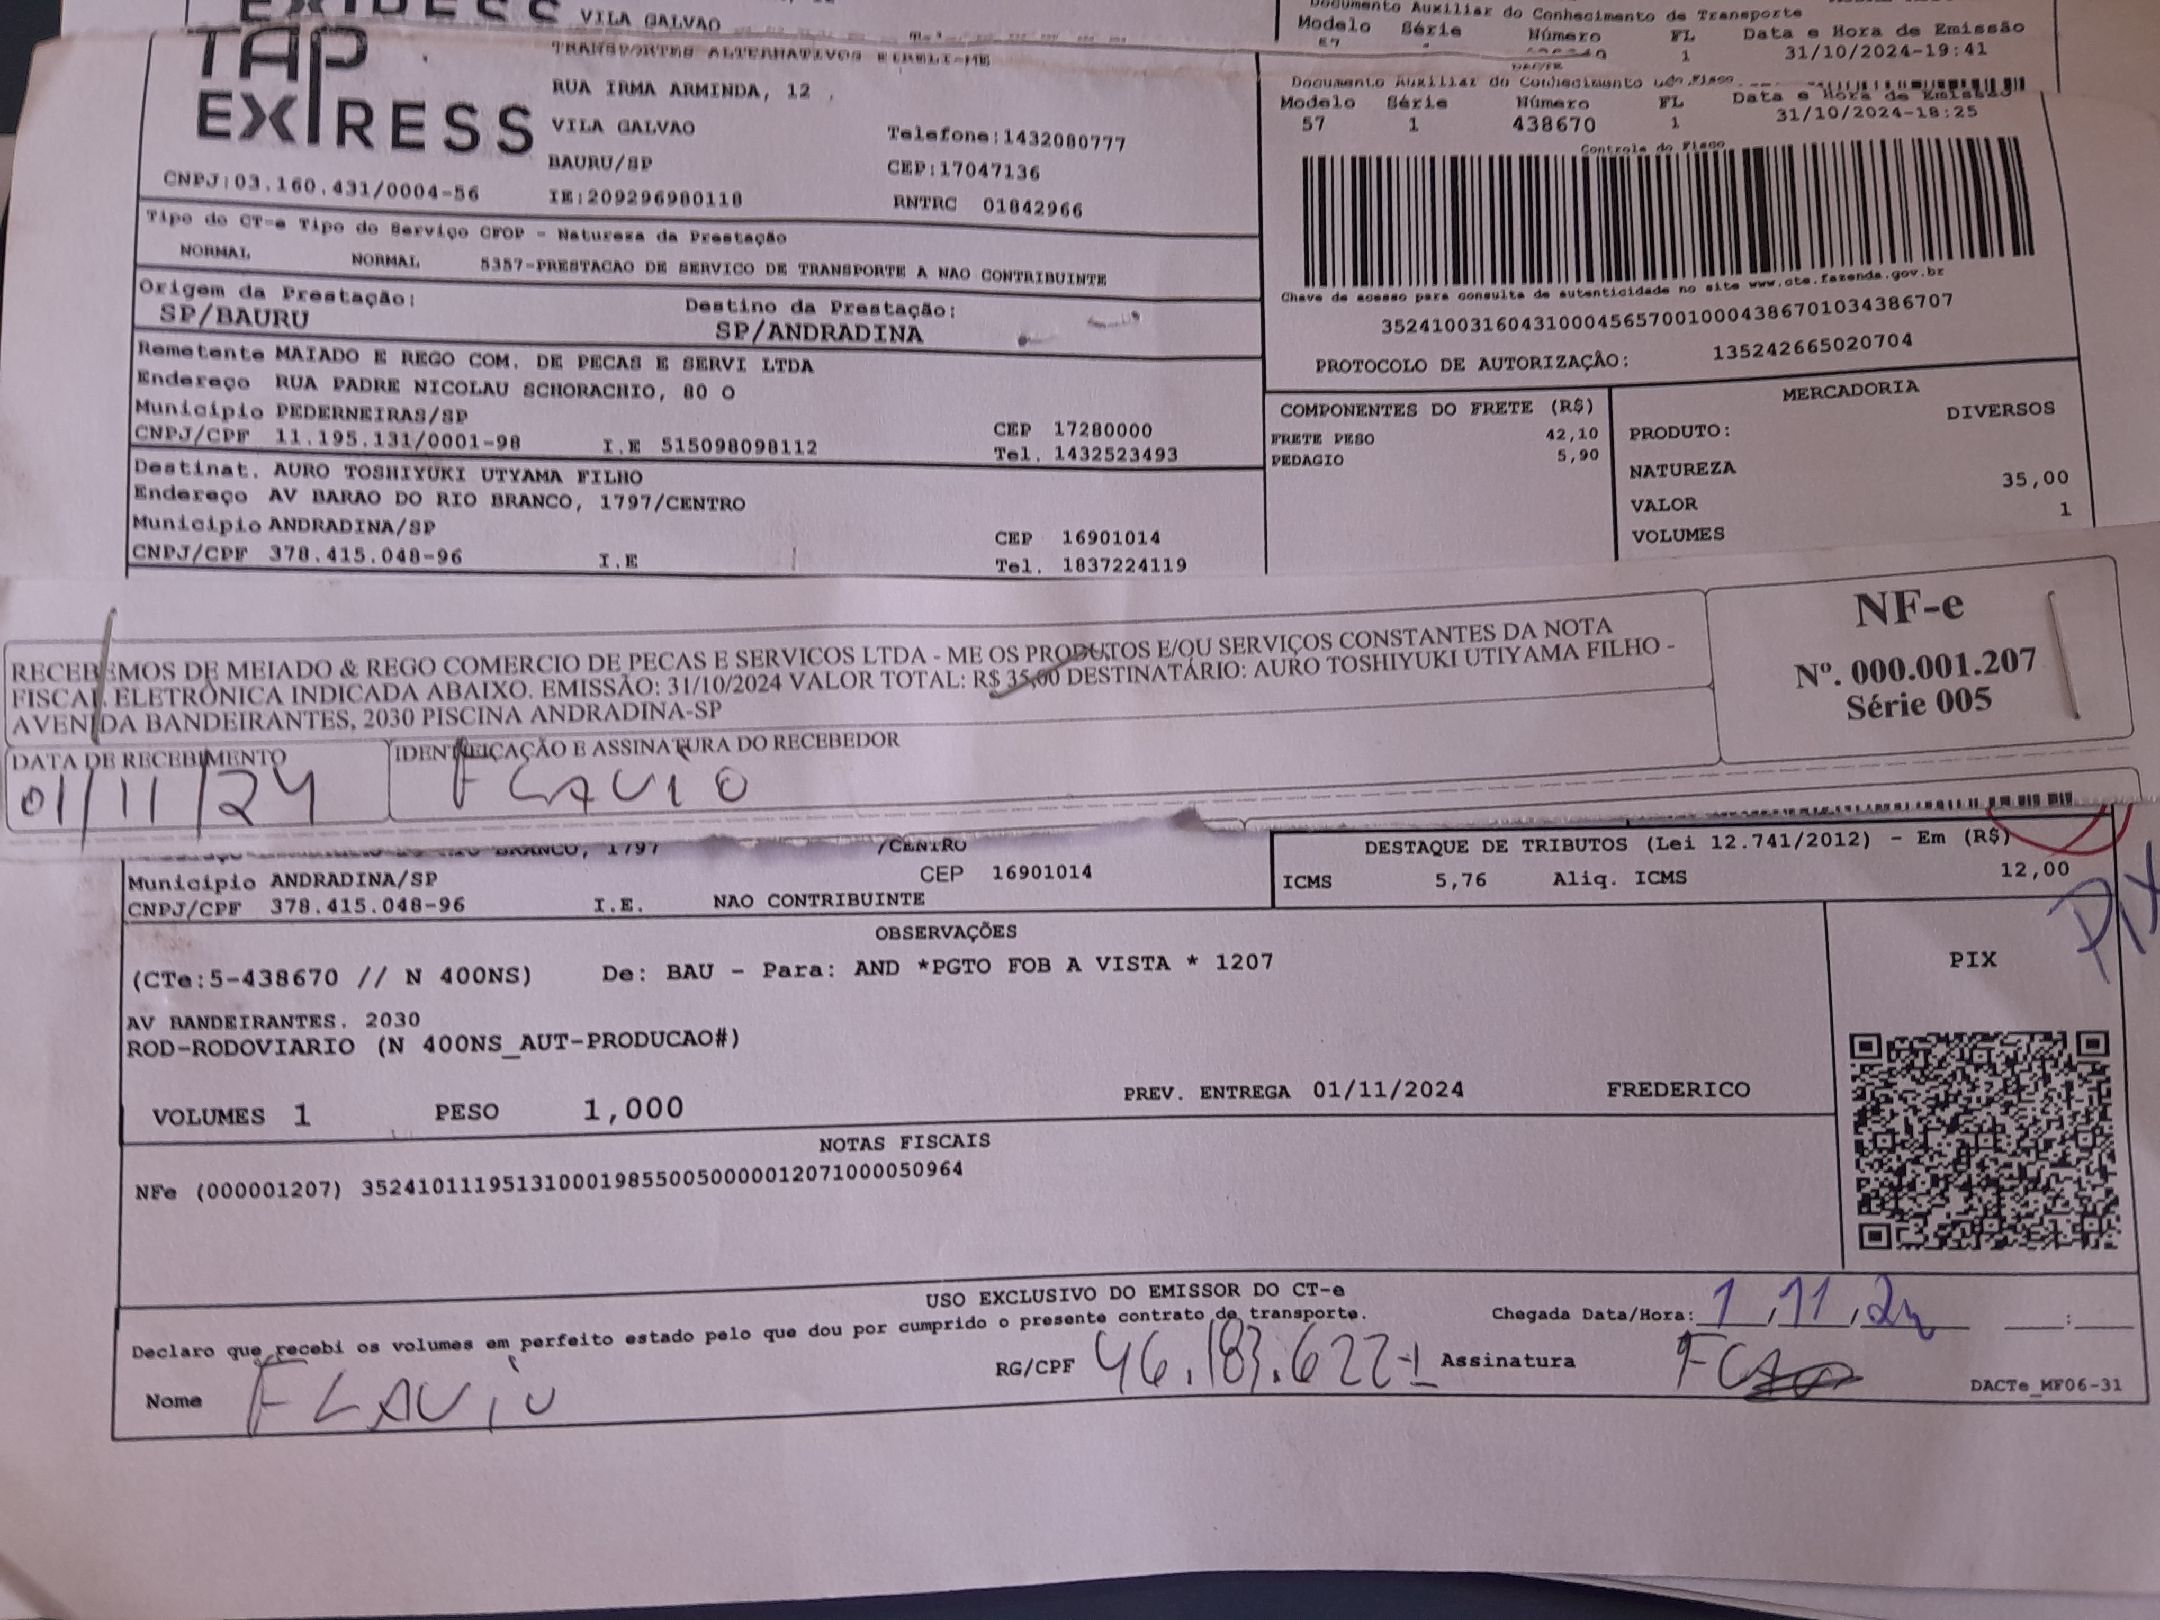 VILA GALVAO
Documento Auxiliar do Conhecimento de Transporte
Modelo Série Número FL Data e Hora de Emissão
57 1 31/10/2024-19:41
TAP
EXPRESS
TRANSPORTES ALTERNATIVOS EIRELI-ME
RUA IRMA ARMINDA, 12
VILA GALVAO
Telefone:1432080777
BAURU/SP
CEP:17047136
CNPJ:03.160.431/0004-56
IE:209296980118
RNTRC 01842966
DACTE
Documento Auxiliar do Conhecimento
Modelo Série Número FL Data e Hora de Emissão
57 1 438670 1 31/10/2024-18:25
Controle do Fisco
Chave de acesso para consulta de autenticidade no site www.cte.fazenda.gov.br
35241003160431000456570010004386701034386707
PROTOCOLO DE AUTORIZAÇÃO: 135242665020704
Tipo do CT-e Tipo do Serviço CFOP - Natureza da Prestação
NORMAL NORMAL 5357-PRESTACAO DE SERVICO DE TRANSPORTE A NAO CONTRIBUINTE
Origem da Prestação: Destino da Prestação:
SP/BAURU SP/ANDRADINA
Remetente MAIADO E REGO COM. DE PECAS E SERVI LTDA
Endereço RUA PADRE NICOLAU SCHORACHIO, 80 O
Município PEDERNEIRAS/SP CEP 17280000
CNPJ/CPF 11.195.131/0001-98 I.E 515098098112 Tel. 1432523493
Destinat. AURO TOSHIYUKI UTYAMA FILHO
Endereço AV BARAO DO RIO BRANCO, 1797/CENTRO
Município ANDRADINA/SP CEP 16901014
CNPJ/CPF 378.415.048-96 I.E Tel. 1837224119
COMPONENTES DO FRETE (R$)
FRETE PESO 42,10
PEDAGIO 5,90
MERCADORIA
PRODUTO: DIVERSOS
NATUREZA
VALOR 35,00
VOLUMES 1
RECEBEMOS DE MEIADO & REGO COMERCIO DE PECAS E SERVICOS LTDA - ME OS PRODUTOS E/OU SERVIÇOS CONSTANTES DA NOTA
FISCAL ELETRÔNICA INDICADA ABAIXO. EMISSÃO: 31/10/2024 VALOR TOTAL: R$ 35,00 DESTINATÁRIO: AURO TOSHIYUKI UTIYAMA FILHO -
AVENIDA BANDEIRANTES, 2030 PISCINA ANDRADINA-SP
NF-e
Nº. 000.001.207
Série 005
DATA DE RECEBIMENTO
01/11/24
IDENTIFICAÇÃO E ASSINATURA DO RECEBEDOR
FLAVIO
BRANCO, 1797 /CENTRO
Município ANDRADINA/SP CEP 16901014
CNPJ/CPF 378.415.048-96 I.E. NAO CONTRIBUINTE
DESTAQUE DE TRIBUTOS (Lei 12.741/2012) - Em (R$)
ICMS 5,76 Aliq. ICMS 12,00
PIX
OBSERVAÇÕES
(CTe:5-438670 // N 400NS) De: BAU - Para: AND *PGTO FOB A VISTA * 1207
AV BANDEIRANTES. 2030
ROD-RODOVIARIO (N 400NS_AUT-PRODUCAO#)
PREV. ENTREGA 01/11/2024 FREDERICO
VOLUMES 1 PESO 1,000
PIX
NOTAS FISCAIS
NFe (000001207) 35241011195131000198550050000012071000050964
USO EXCLUSIVO DO EMISSOR DO CT-e
Declaro que recebi os volumes em perfeito estado pelo que dou por cumprido o presente contrato de transporte.
Chegada Data/Hora: 1,11,24 :
Nome FLAVIO RG/CPF 46.183.622-1 Assinatura
DACTe_MF06-31